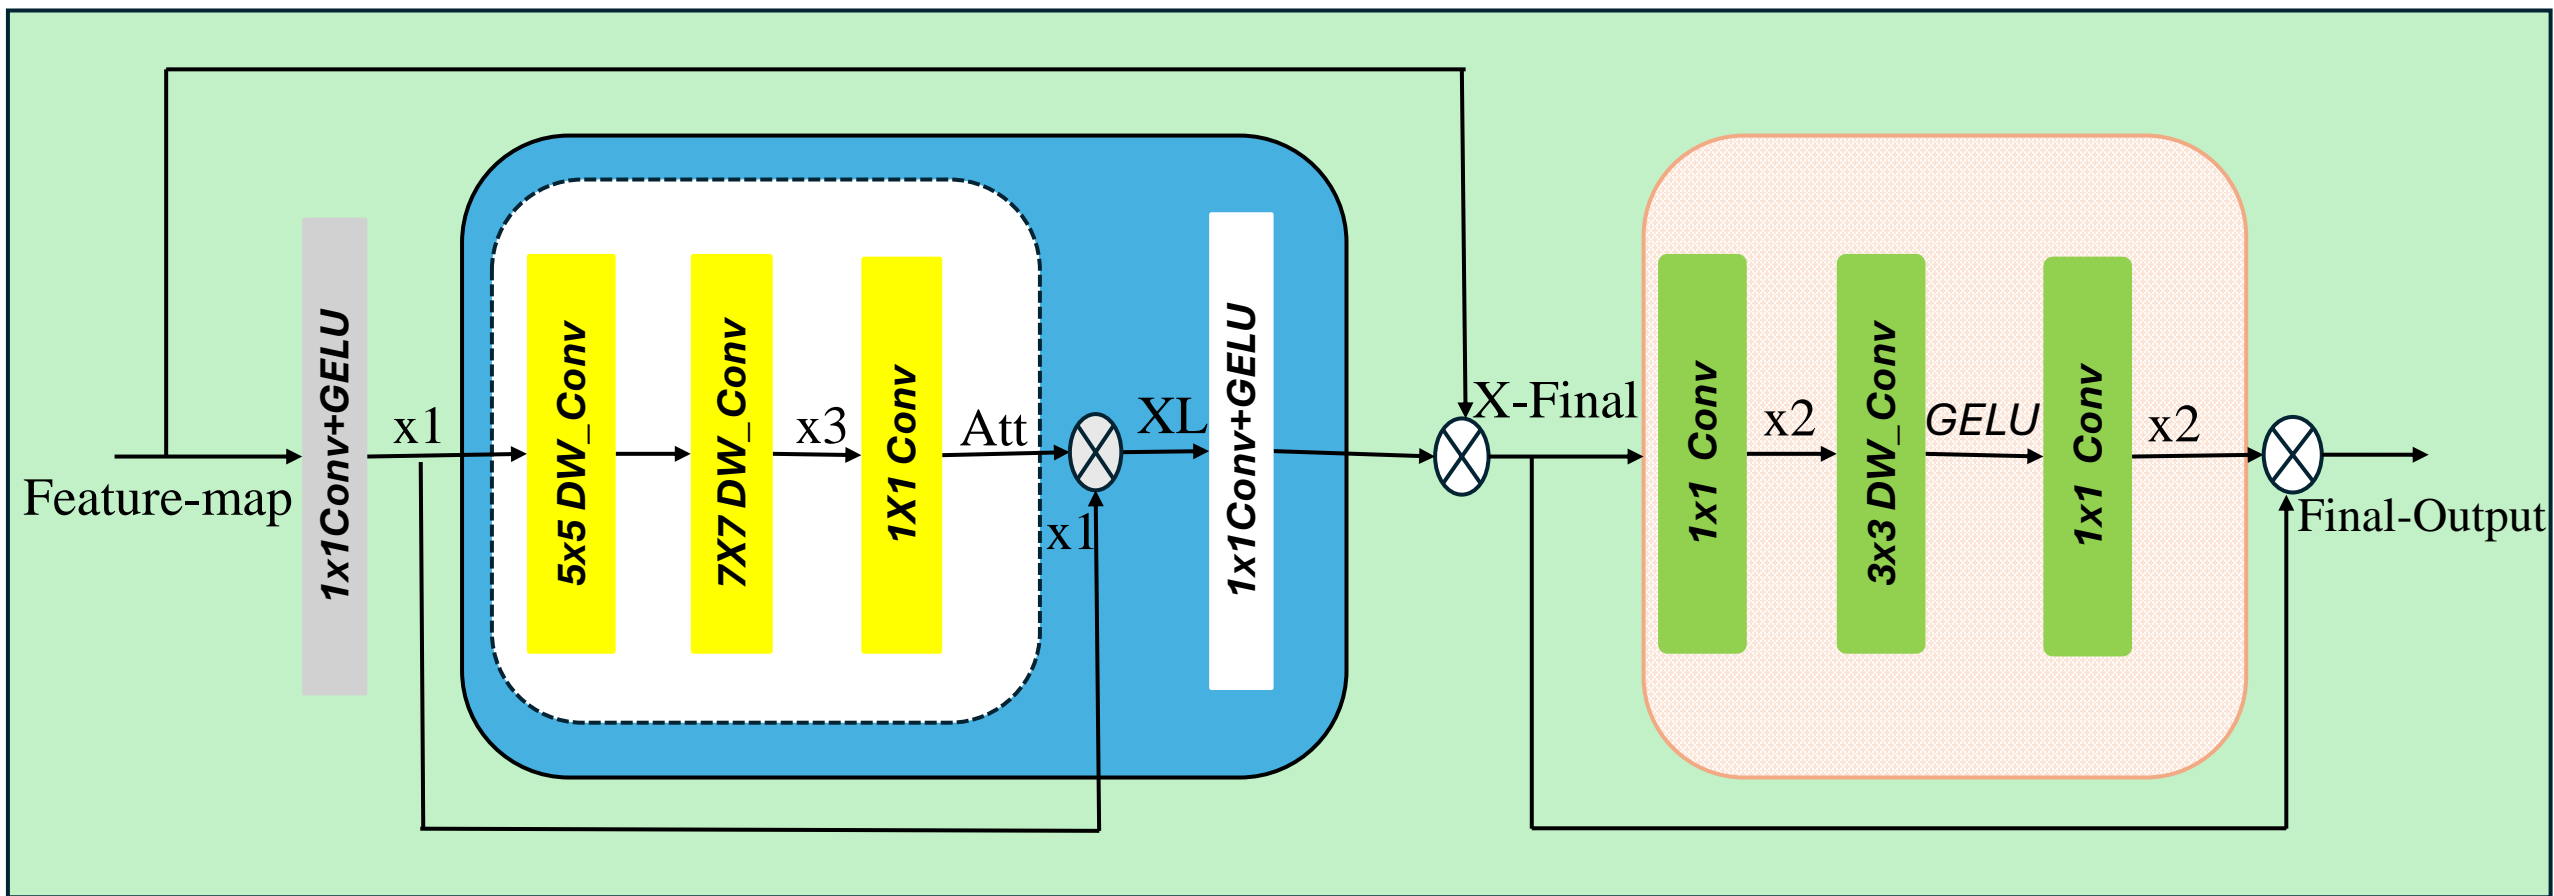 Feature-map
1x1Conv+GELU
x1
5x5 DW_Conv
7X7 DW_Conv
x3
1X1 Conv
Att
x1
XL
1x1Conv+GELU
X-Final
1x1 Conv
x2
3x3 DW_Conv
GELU
1x1 Conv
x2
Final-Output